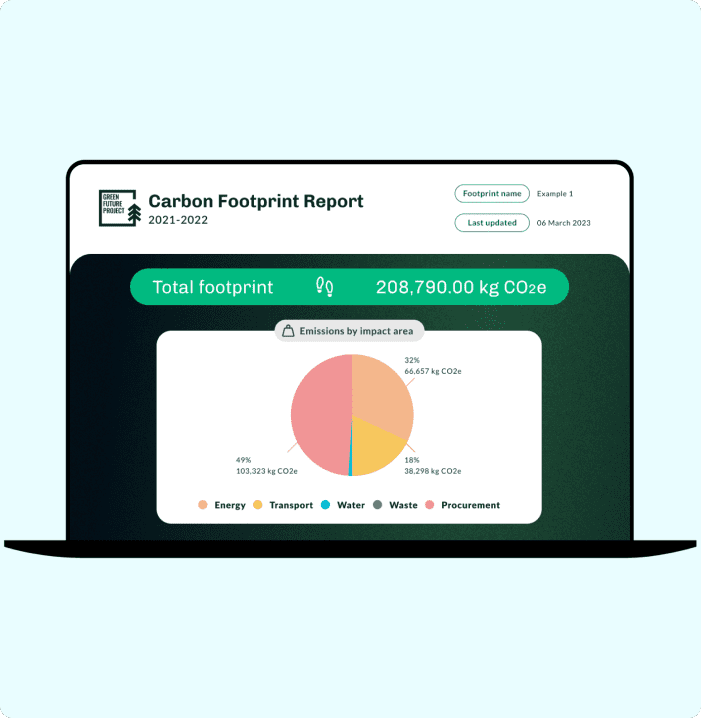 GREEN
FUTURE
PROJECT
Carbon Footprint Report
2021-2022
Footprint name Example 1
Last updated 06 March 2023
Total footprint 208,790.00 kg CO2e
Emissions by impact area
32%
66,657 kg CO2e
49%
103,323 kg CO2e
18%
38,298 kg CO2e
Energy Transport Water Waste Procurement